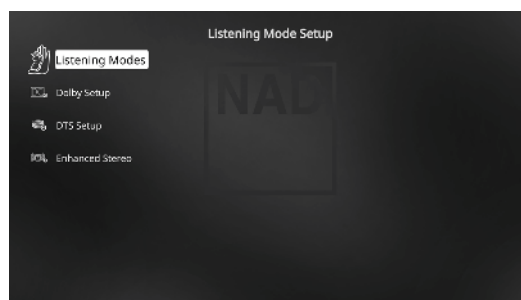 Listening Mode Setup
Listening Modes
Dolby Setup
DTS Setup
Enhanced Stereo
NAD